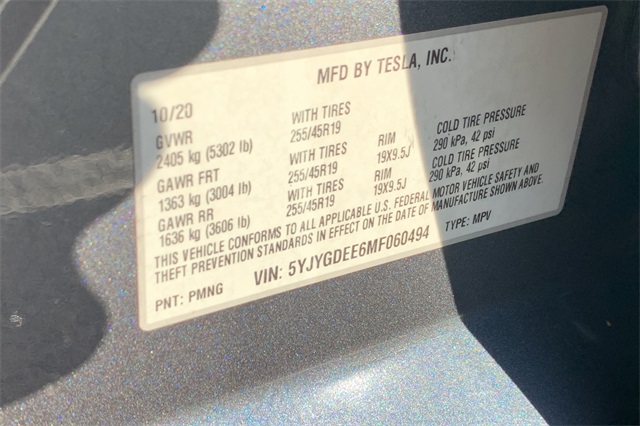 MFD BY TESLA, INC.
10/20
GVWR WITH TIRES
2405 kg (5302 lb) 255/45R19 RIM COLD TIRE PRESSURE
GAWR FRT WITH TIRES 19X9.5J 290 kPa, 42 psi
1363 kg (3004 lb) 255/45R19 RIM COLD TIRE PRESSURE
GAWR RR WITH TIRES 19X9.5J 290 kPa, 42 psi
1636 kg (3606 lb) 255/45R19
THIS VEHICLE CONFORMS TO ALL APPLICABLE U.S. FEDERAL MOTOR VEHICLE SAFETY AND
THEFT PREVENTION STANDARDS IN EFFECT ON THE DATE OF MANUFACTURE SHOWN ABOVE.
PNT: PMNG VIN: 5YJYGDEE6MF060494 TYPE: MPV